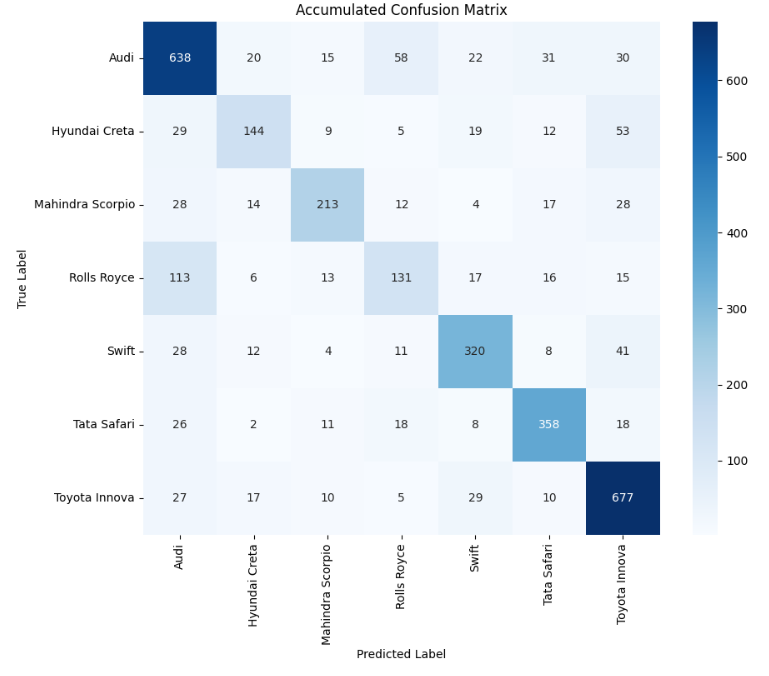 Accumulated Confusion Matrix
Audi 638 20 15 58 22 31 30
Hyundai Creta 29 144 9 5 19 12 53
Mahindra Scorpio 28 14 213 12 4 17 28
Rolls Royce 113 6 13 131 17 16 15
Swift 28 12 4 11 320 8 41
Tata Safari 26 2 11 18 8 358 18
Toyota Innova 27 17 10 5 29 10 677
True Label
Audi
Hyundai Creta
Mahindra Scorpio
Rolls Royce
Swift
Tata Safari
Toyota Innova
Predicted Label
600
500
400
300
200
100